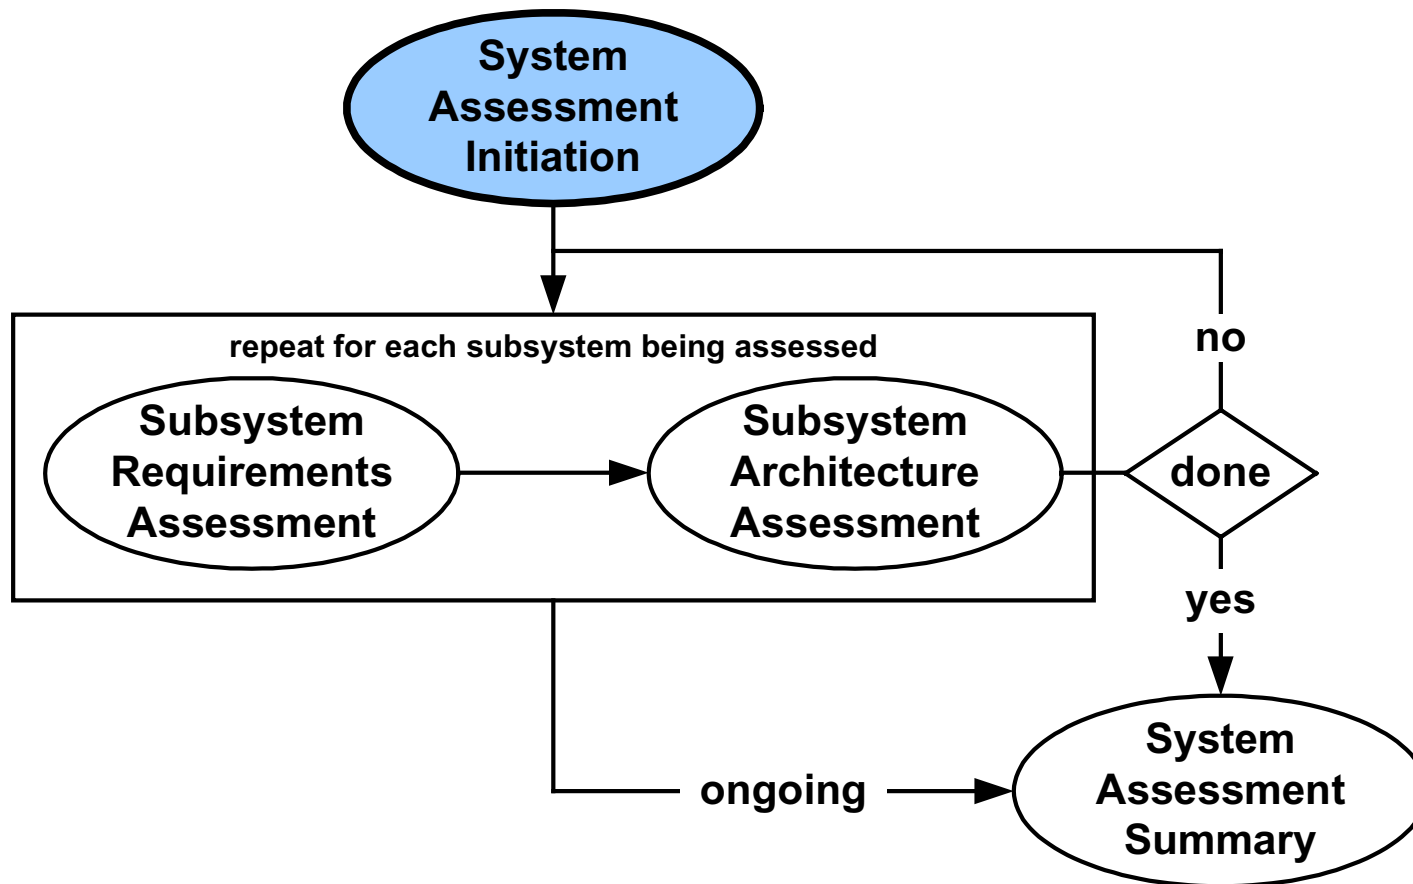 System
Assessment
Initiation
repeat for each subsystem being assessed
no
Subsystem
Requirements
Assessment
Subsystem
Architecture
Assessment
done
yes
ongoing
System
Assessment
Summary